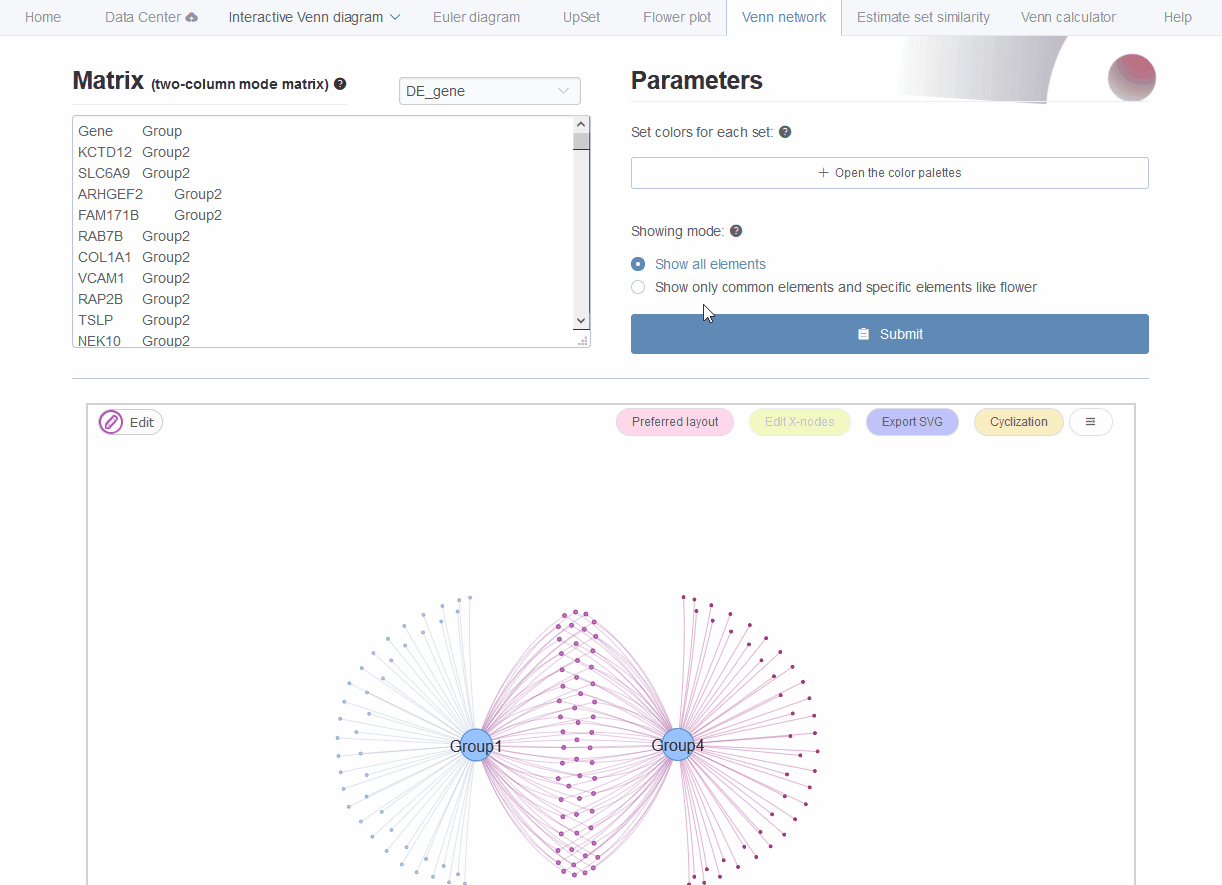 Home Data Center Interactive Venn diagram Euler diagram UpSet Flower plot Venn network Estimate set similarity Venn calculator Help
Matrix (two-column mode matrix) ?
DE_gene
Gene Group
KCTD12 Group2
SLC6A9 Group2
ARHGEF2 Group2
FAM171B Group2
RAB7B Group2
COL1A1 Group2
VCAM1 Group2
RAP2B Group2
TSLP Group2
NEK10 Group2
Parameters
Set colors for each set: ?
+ Open the color palettes
Showing mode: ?
Show all elements
Show only common elements and specific elements like flower
Submit
Edit Preferred layout Edit X-nodes Export SVG Cyclization
Group1 Group4